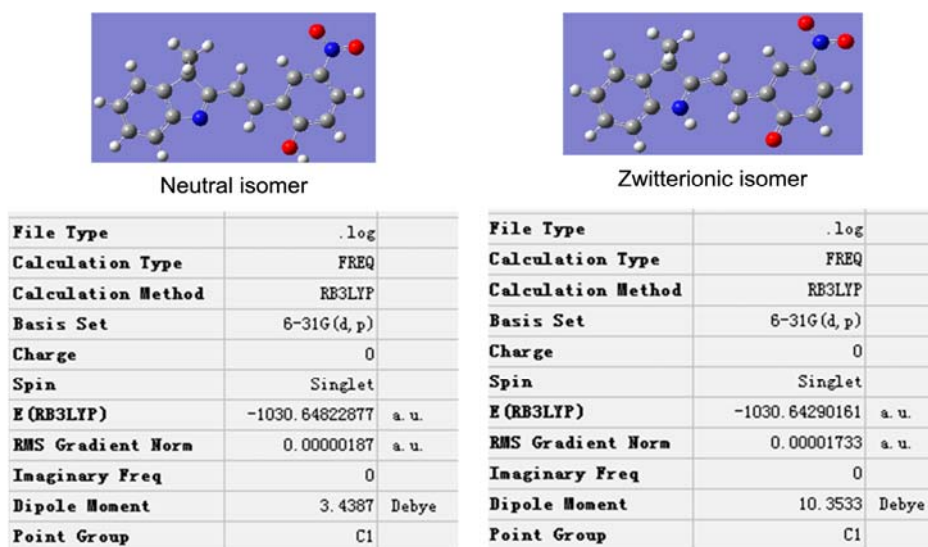 Neutral isomer
Zwitterionic isomer
File Type .log
Calculation Type FREQ
Calculation Method RB3LYP
Basis Set 6-31G(d,p)
Charge 0
Spin Singlet
E(RB3LYP) -1030.64822877 a.u.
RMS Gradient Norm 0.00000187 a.u.
Imaginary Freq 0
Dipole Moment 3.4387 Debye
Point Group C1
File Type .log
Calculation Type FREQ
Calculation Method RB3LYP
Basis Set 6-31G(d,p)
Charge 0
Spin Singlet
E(RB3LYP) -1030.64290161 a.u.
RMS Gradient Norm 0.00001733 a.u.
Imaginary Freq 0
Dipole Moment 10.3533 Debye
Point Group C1